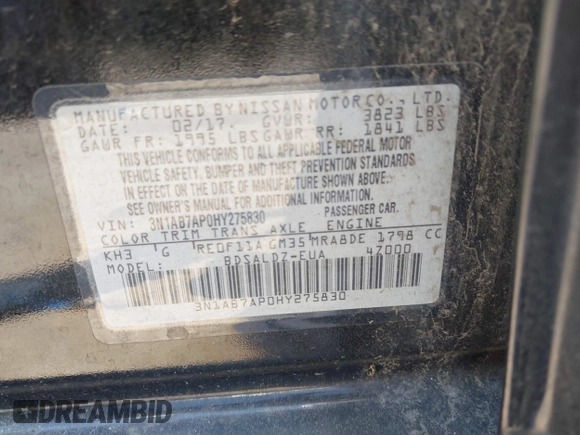 MANUFACTURED BY NISSAN MOTOR CO., LTD.
DATE: 02/17. GVWR: 3823 LBS
GAWR FR: 1995 LBS GAWR RR: 1841 LBS
THIS VEHICLE CONFORMS TO ALL APPLICABLE FEDERAL MOTOR
VEHICLE SAFETY, BUMPER AND THEFT PREVENTION STANDARDS
IN EFFECT ON THE DATE OF MANUFACTURE SHOWN ABOVE.
SEE OWNER'S MANUAL FOR ADDITIONAL INFORMATION.
VIN: 3N1AB7AP0HY275830 PASSENGER CAR.
COLOR TRIM TRANS AXLE ENGINE
KH3 G RE0F11A GM35 MRA8DE 1798 CC
MODEL: BDSALDZ-EUA 47000
3N1AB7AP0HY275830
DREAMBID